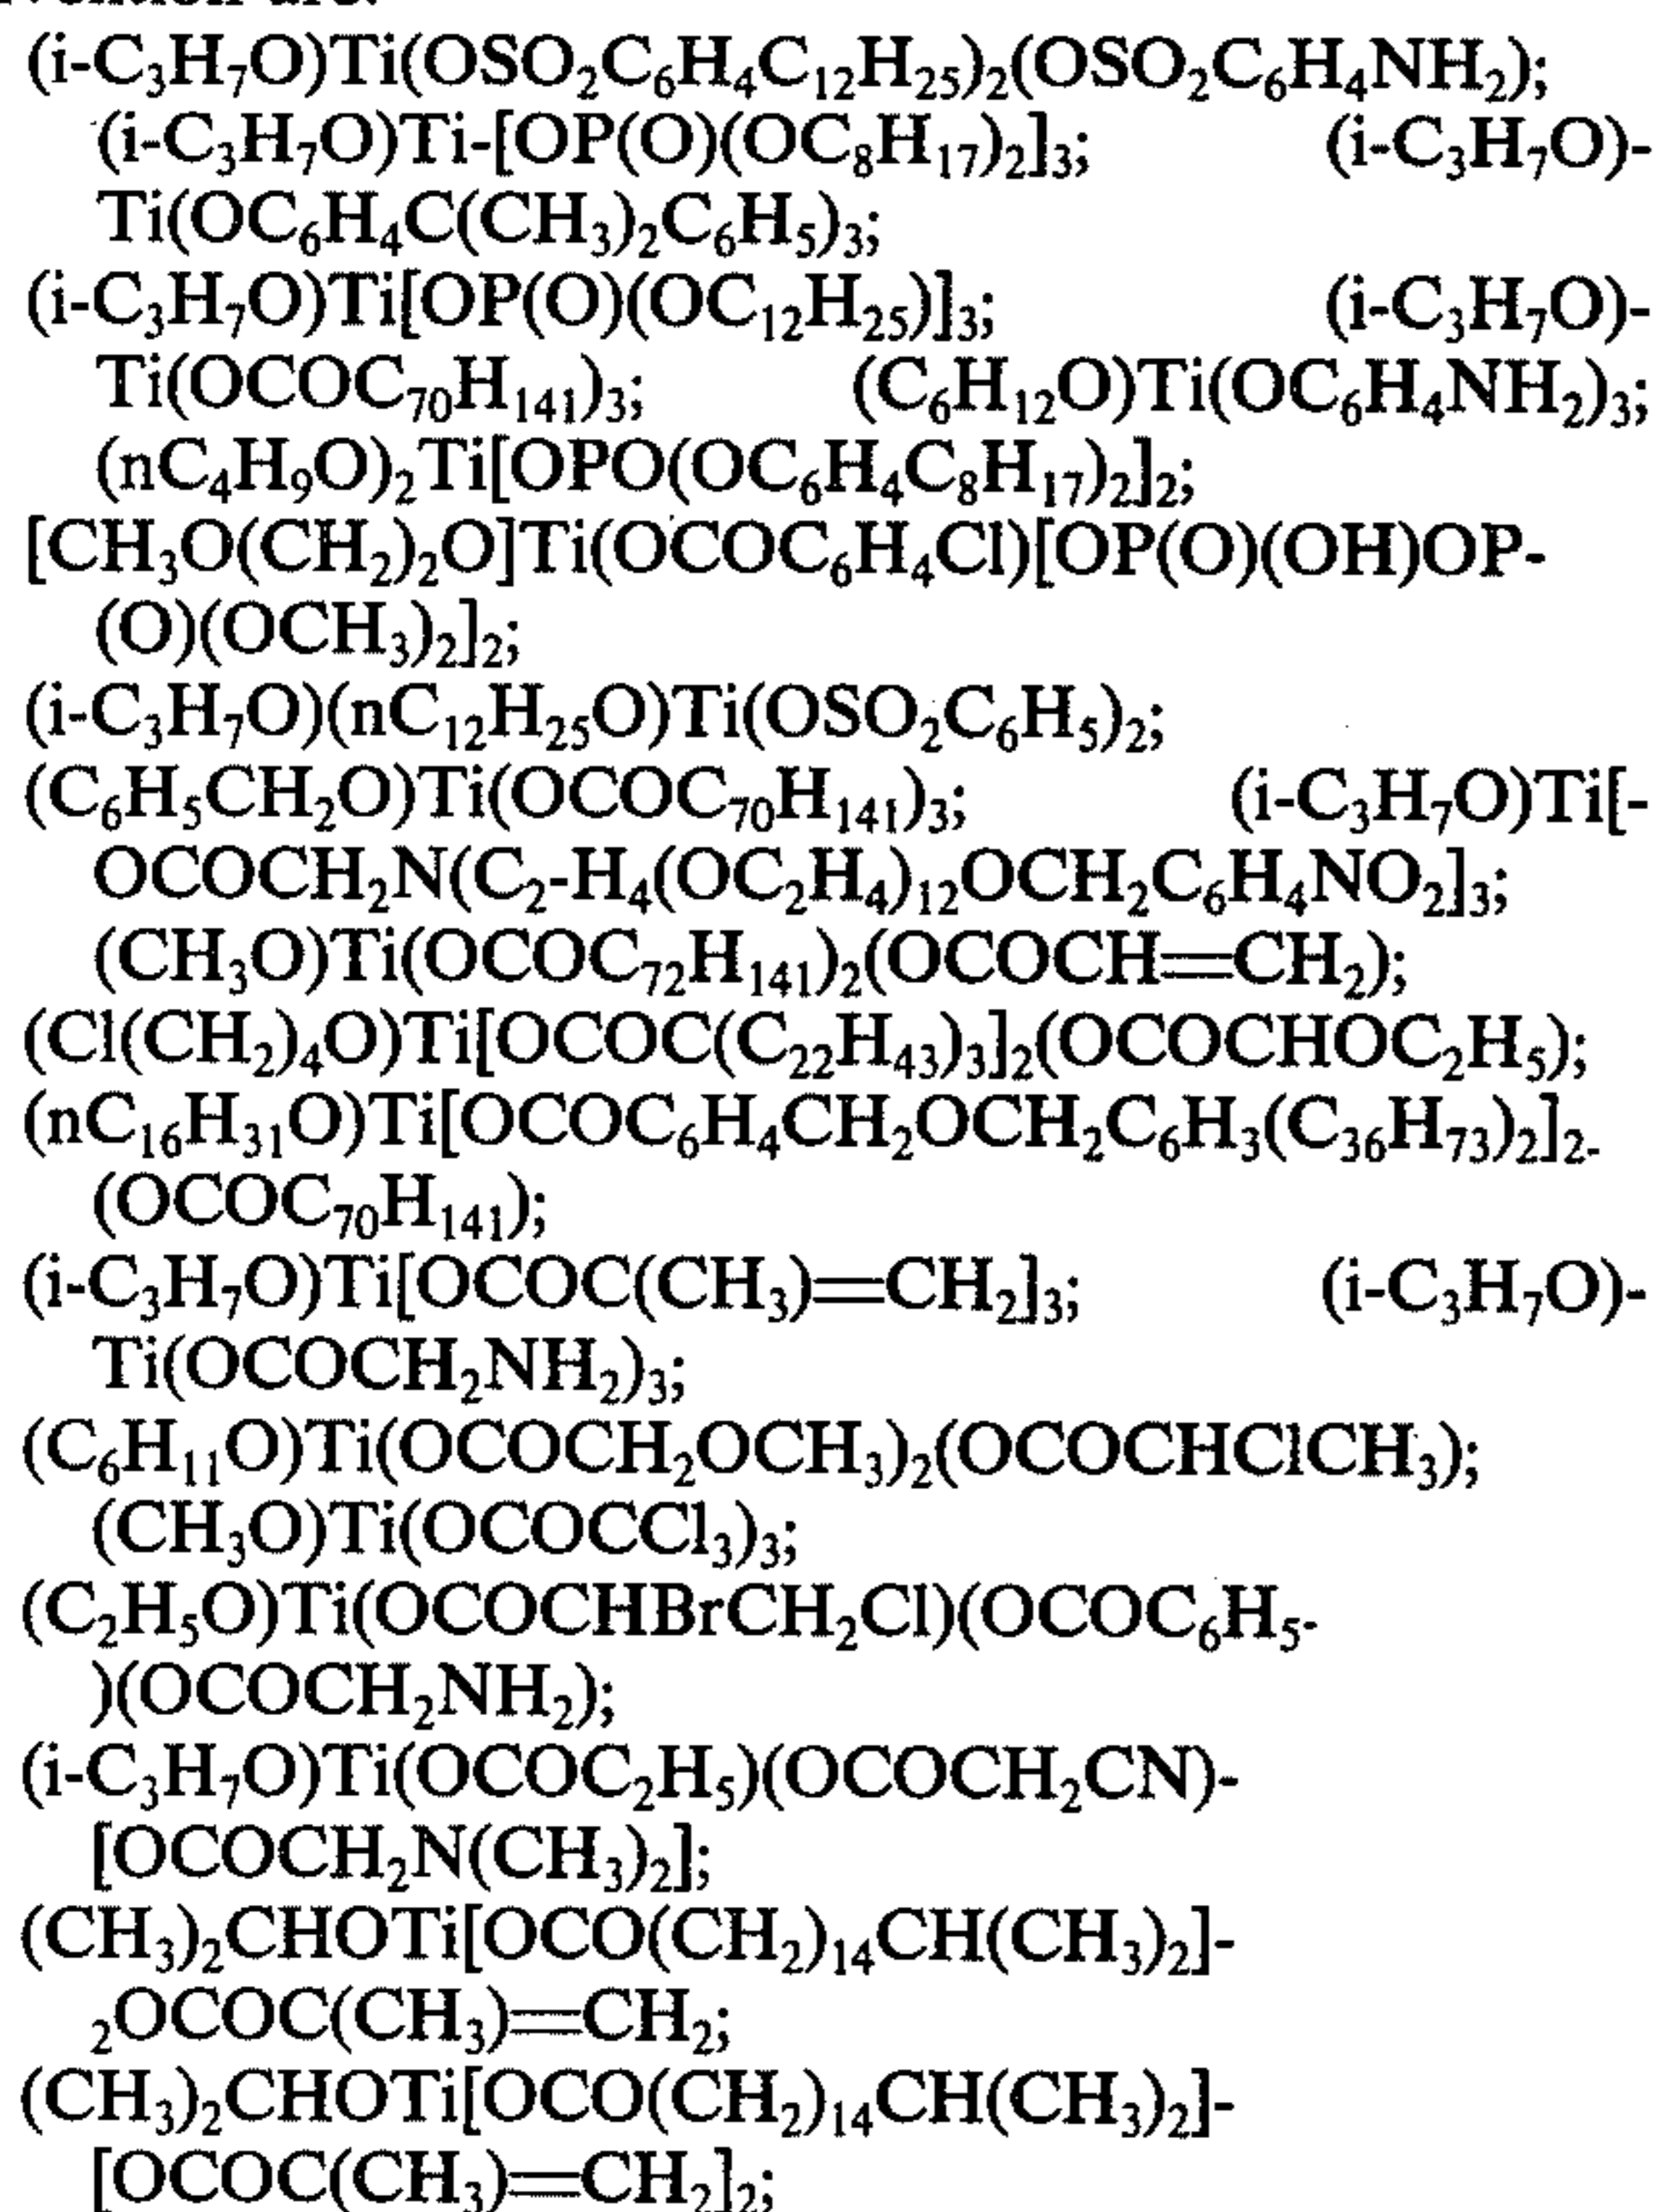 (i-C₃H₇O)Ti(OSO₂C₆H₄C₁₂H₂₅)₂(OSO₂C₆H₄NH₂);
(i-C₃H₇O)Ti-[OP(O)(OC₈H₁₇)₂]₃; (i-C₃H₇O)-
Ti(OC₆H₄C(CH₃)₂C₆H₅)₃;
(i-C₃H₇O)Ti[OP(O)(OC₁₂H₂₅)]₃; (i-C₃H₇O)-
Ti(OCOC₇₀H₁₄₁)₃; (C₆H₁₂O)Ti(OC₆H₄NH₂)₃;
(nC₄H₉O)₂Ti[OPO(OC₆H₄C₈H₁₇)₂]₂;
[CH₃O(CH₂)₂O]Ti(OCOC₆H₄Cl)[OP(O)(OH)OP-
(O)(OCH₃)₂]₂;
(i-C₃H₇O)(nC₁₂H₂₅O)Ti(OSO₂C₆H₅)₂;
(C₆H₅CH₂O)Ti(OCOC₇₀H₁₄₁)₃; (i-C₃H₇O)Ti[-
OCOCH₂N(C₂-H₄(OC₂H₄)₁₂OCH₂C₆H₄NO₂]₃;
(CH₃O)Ti(OCOC₇₂H₁₄₁)₂(OCOCH=CH₂);
(Cl(CH₂)₄O)Ti[OCOC(C₂₂H₄₃)₃]₂(OCOCHOC₂H₅);
(nC₁₆H₃₁O)Ti[OCOC₆H₄CH₂OCH₂C₆H₃(C₃₆H₇₃)₂]₂-
(OCOC₇₀H₁₄₁);
(i-C₃H₇O)Ti[OCOC(CH₃)=CH₂]₃; (i-C₃H₇O)-
Ti(OCOCH₂NH₂)₃;
(C₆H₁₁O)Ti(OCOCH₂OCH₃)₂(OCOCHClCH₃);
(CH₃O)Ti(OCOCCl₃)₃;
(C₂H₅O)Ti(OCOCHBrCH₂Cl)(OCOC₆H₅-
)(OCOCH₂NH₂);
(i-C₃H₇O)Ti(OCOC₂H₅)(OCOCH₂CN)-
[OCOCH₂N(CH₃)₂];
(CH₃)₂CHOTi[OCO(CH₂)₁₄CH(CH₃)₂]-
₂OCOC(CH₃)=CH₂;
(CH₃)₂CHOTi[OCO(CH₂)₁₄CH(CH₃)₂]-
[OCOC(CH₃)=CH₂]₂;